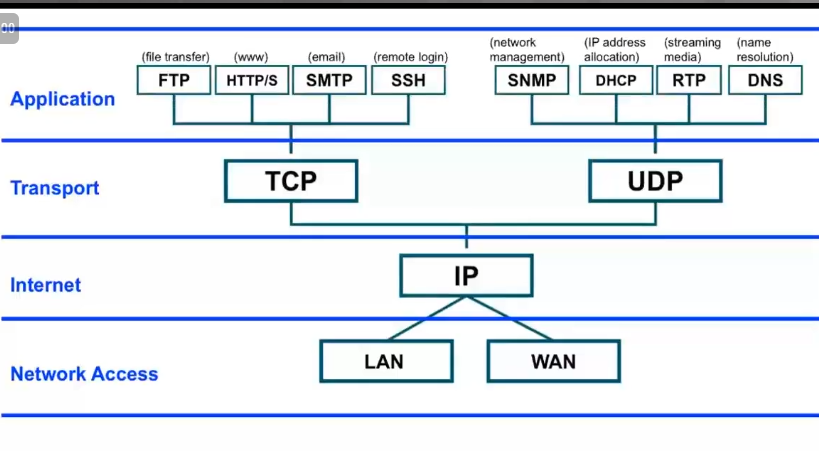 00
(file transfer) (www) (email) (remote login) (network management) (IP address allocation) (streaming media) (name resolution)
FTP HTTP/S SMTP SSH SNMP DHCP RTP DNS
Application
TCP UDP
Transport
IP
Internet
LAN WAN
Network Access